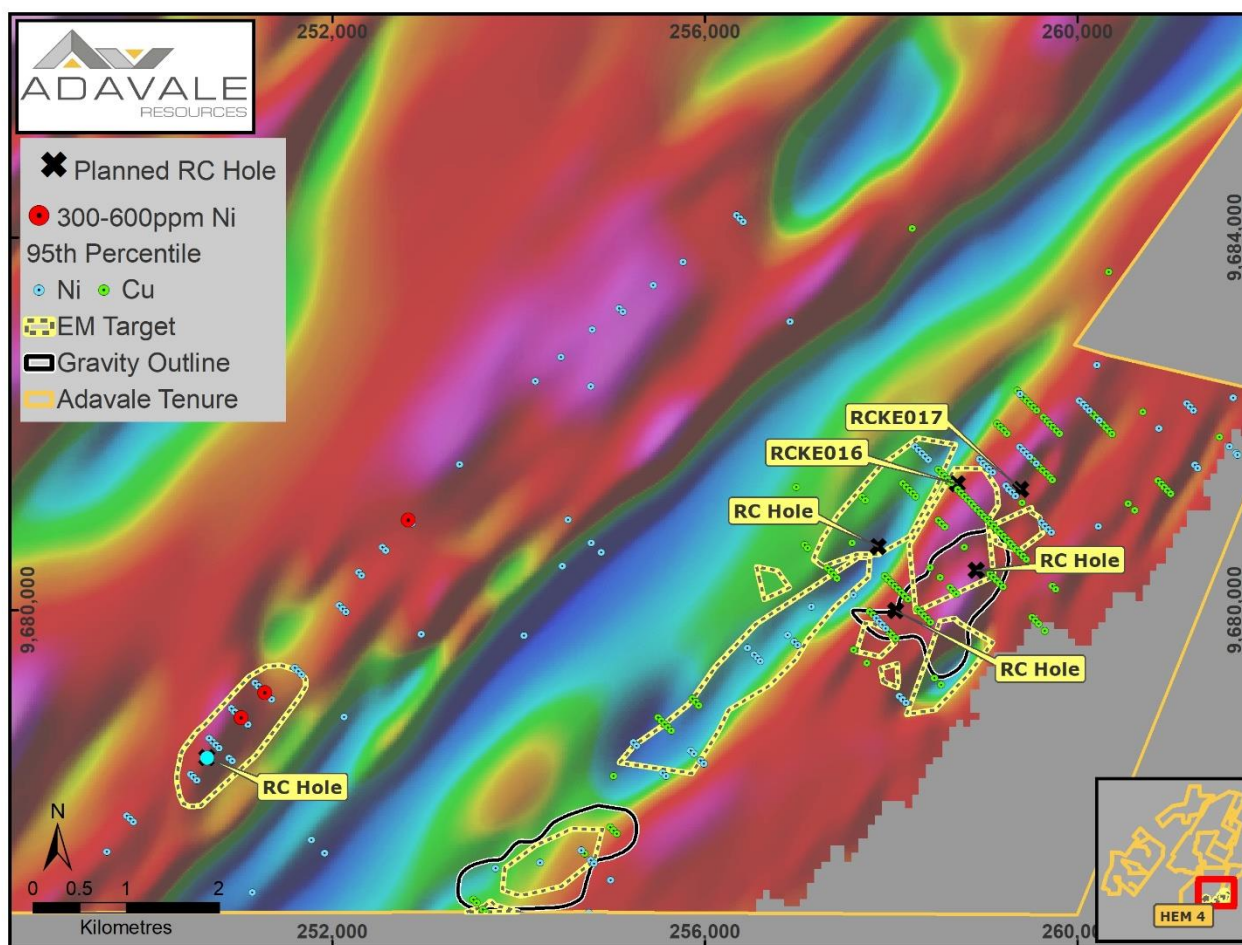 252,000
256,000
260,000
ADAVALE
RESOURCES
Planned RC Hole
300-600ppm Ni
95th Percentile
Ni
Cu
EM Target
Gravity Outline
Adavale Tenure
9,684,000
RCKE017
RCKE016
RC Hole
RC Hole
RC Hole
RC Hole
9,680,000
9,680,000
N
0 0.5 1 2
Kilometres
HEM 4
252,000
256,000
260,000